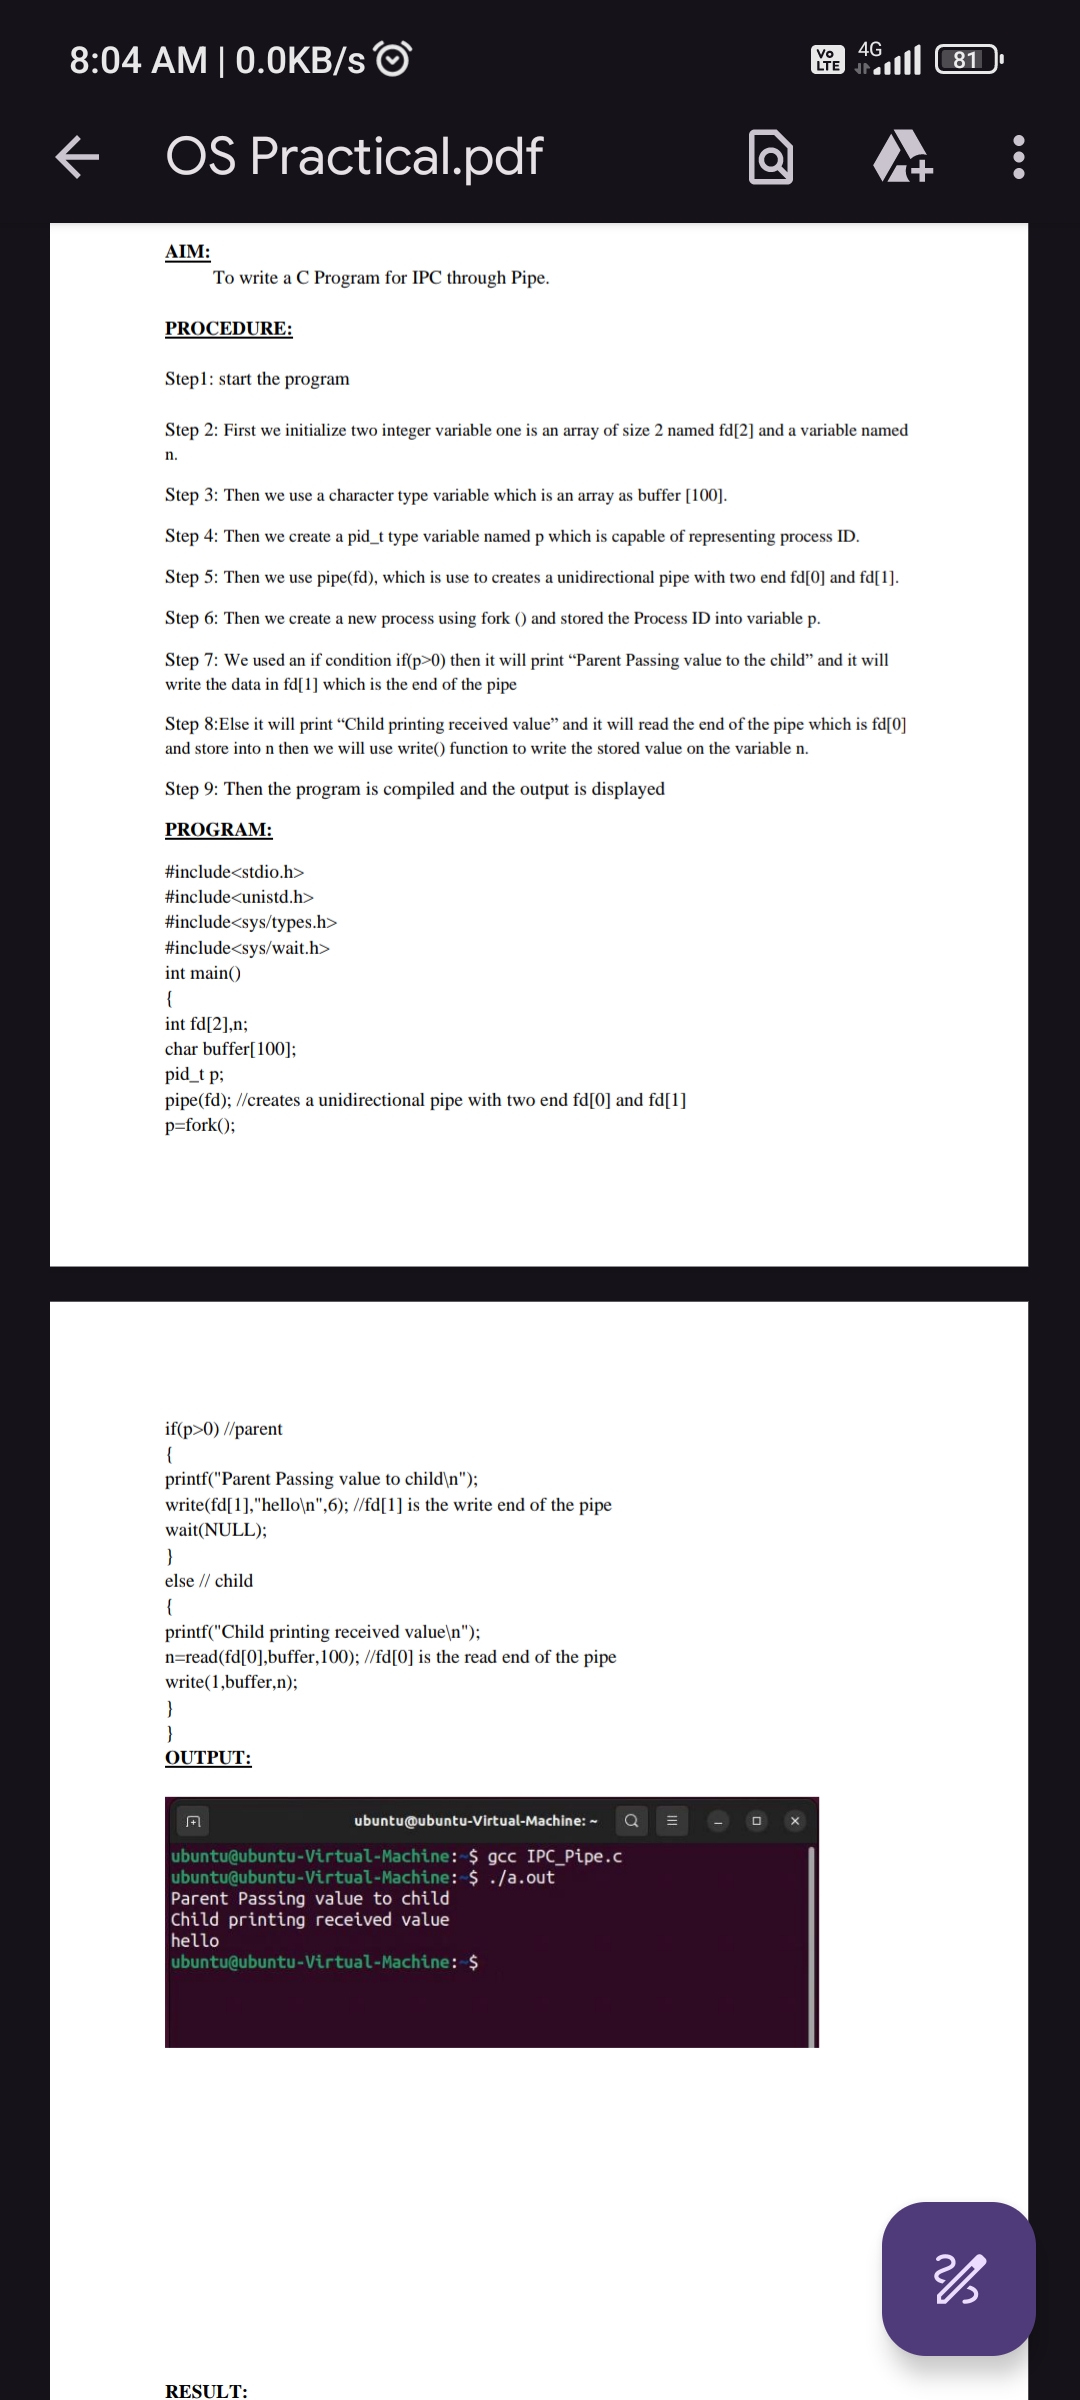 8:04 AM | 0.0KB/s
Vo
LTE
4G
81
OS Practical.pdf
AIM:
To write a C Program for IPC through Pipe.
PROCEDURE:
Step1: start the program
Step 2: First we initialize two integer variable one is an array of size 2 named fd[2] and a variable named
n.
Step 3: Then we use a character type variable which is an array as buffer [100].
Step 4: Then we create a pid_t type variable named p which is capable of representing process ID.
Step 5: Then we use pipe(fd), which is use to creates a unidirectional pipe with two end fd[0] and fd[1].
Step 6: Then we create a new process using fork () and stored the Process ID into variable p.
Step 7: We used an if condition if(p>0) then it will print “Parent Passing value to the child” and it will
write the data in fd[1] which is the end of the pipe
Step 8:Else it will print “Child printing received value” and it will read the end of the pipe which is fd[0]
and store into n then we will use write() function to write the stored value on the variable n.
Step 9: Then the program is compiled and the output is displayed
PROGRAM:
#include<stdio.h>
#include<unistd.h>
#include<sys/types.h>
#include<sys/wait.h>
int main()
{
int fd[2],n;
char buffer[100];
pid_t p;
pipe(fd); //creates a unidirectional pipe with two end fd[0] and fd[1]
p=fork();
if(p>0) //parent
{
printf("Parent Passing value to child\n");
write(fd[1],"hello\n",6); //fd[1] is the write end of the pipe
wait(NULL);
}
else // child
{
printf("Child printing received value\n");
n=read(fd[0],buffer,100); //fd[0] is the read end of the pipe
write(1,buffer,n);
}
}
OUTPUT:
ubuntu@ubuntu-Virtual-Machine: ~
ubuntu@ubuntu-Virtual-Machine:~$ gcc IPC_Pipe.c
ubuntu@ubuntu-Virtual-Machine:~$ ./a.out
Parent Passing value to child
Child printing received value
hello
ubuntu@ubuntu-Virtual-Machine:~$
RESULT: